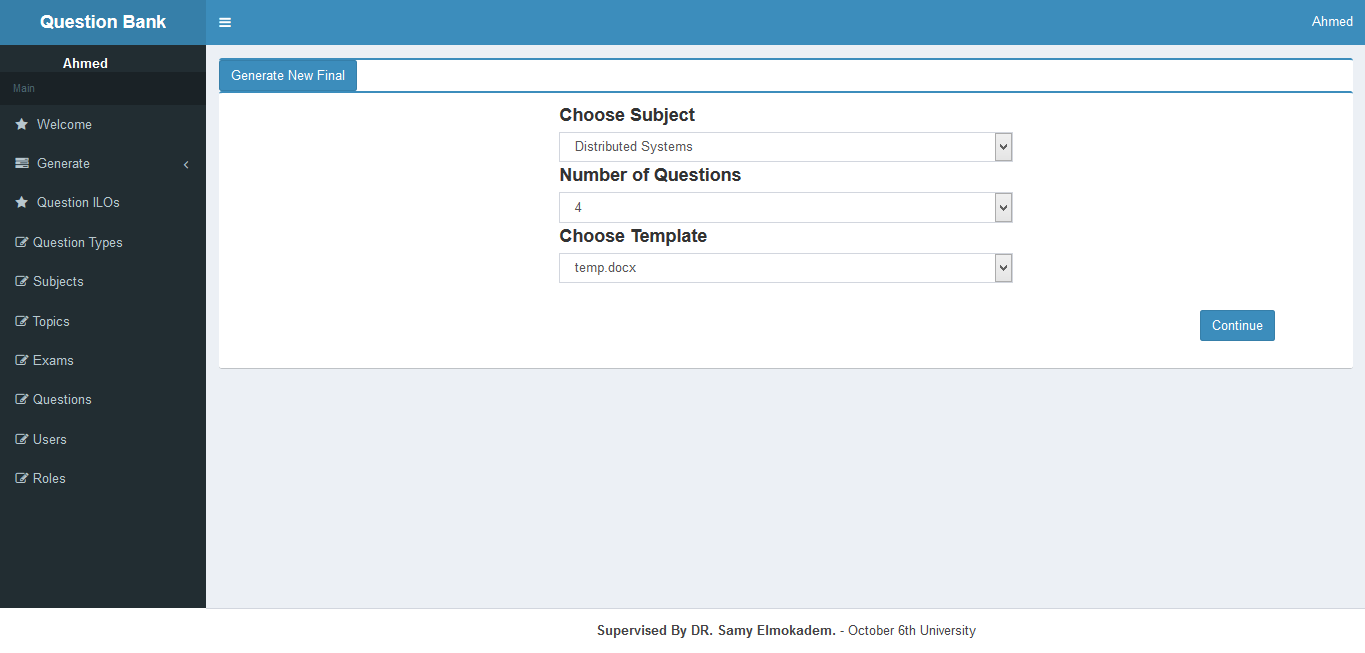 Question Bank
Ahmed
Ahmed
Main
Welcome
Generate
Question ILOs
Question Types
Subjects
Topics
Exams
Questions
Users
Roles
Generate New Final
Choose Subject
Distributed Systems
Number of Questions
4
Choose Template
temp.docx
Continue
Supervised By DR. Samy Elmokadem. - October 6th University